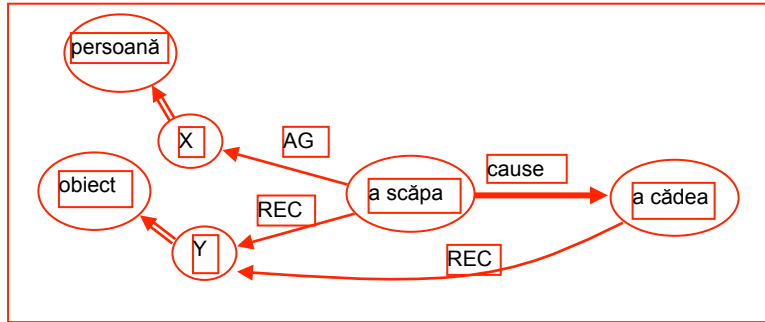 persoană
X
AG
cause
obiect
a scăpa
a cădea
REC
Y
REC